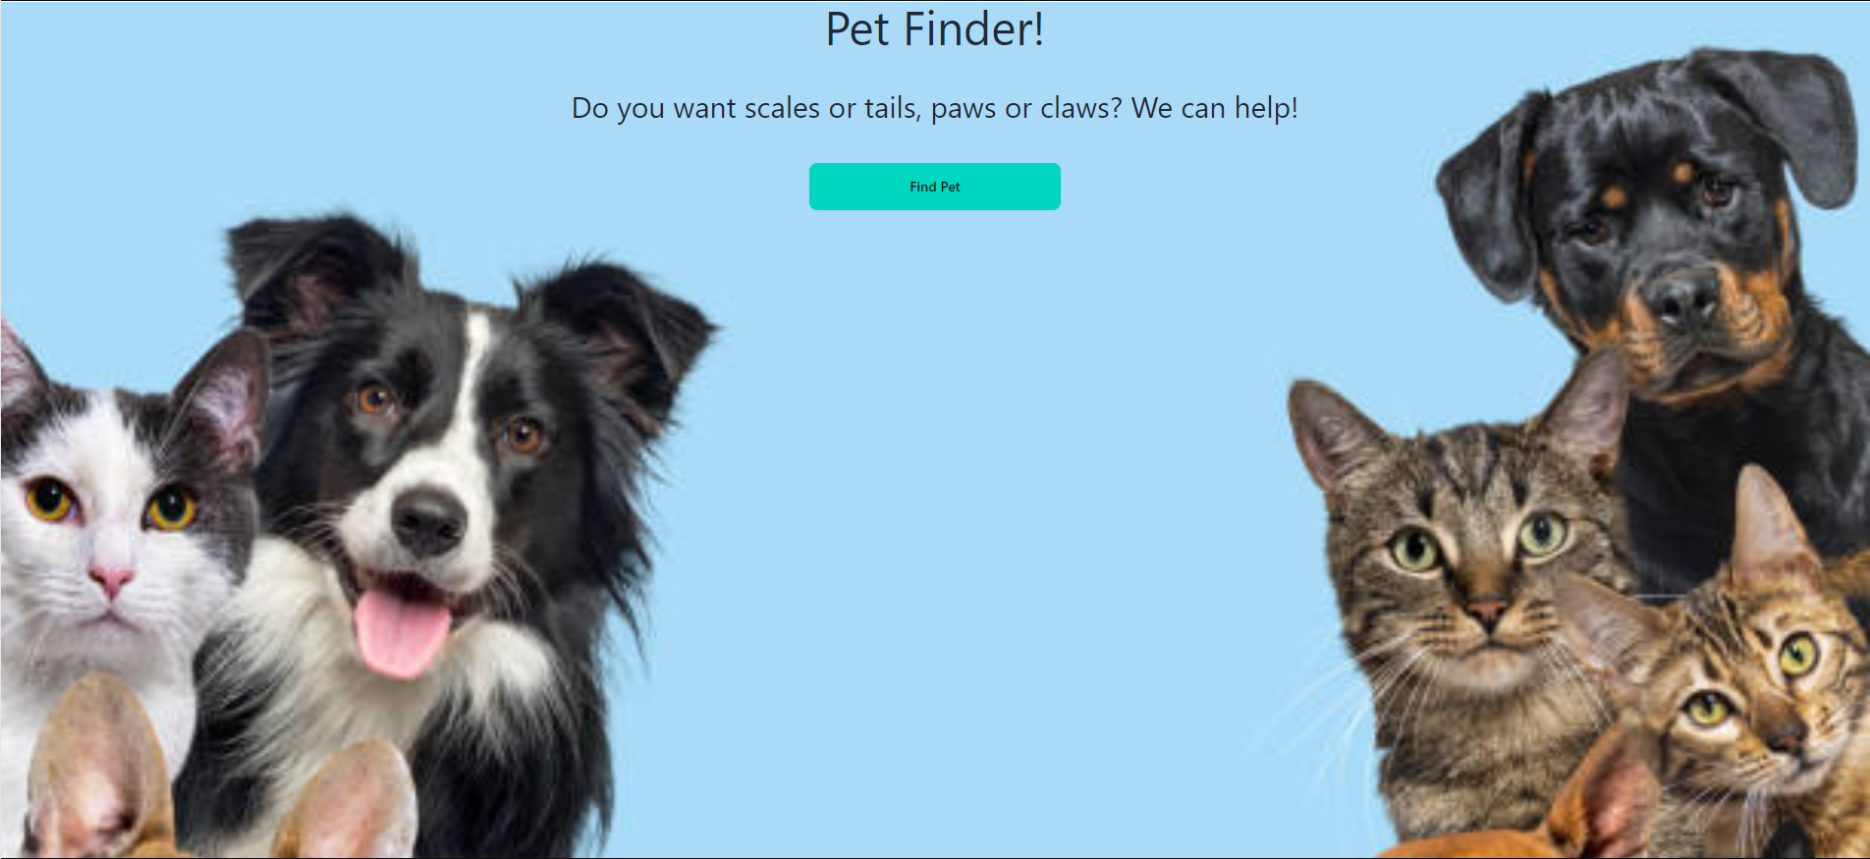 Pet Finder!
Do you want scales or tails, paws or claws? We can help!
Find Pet